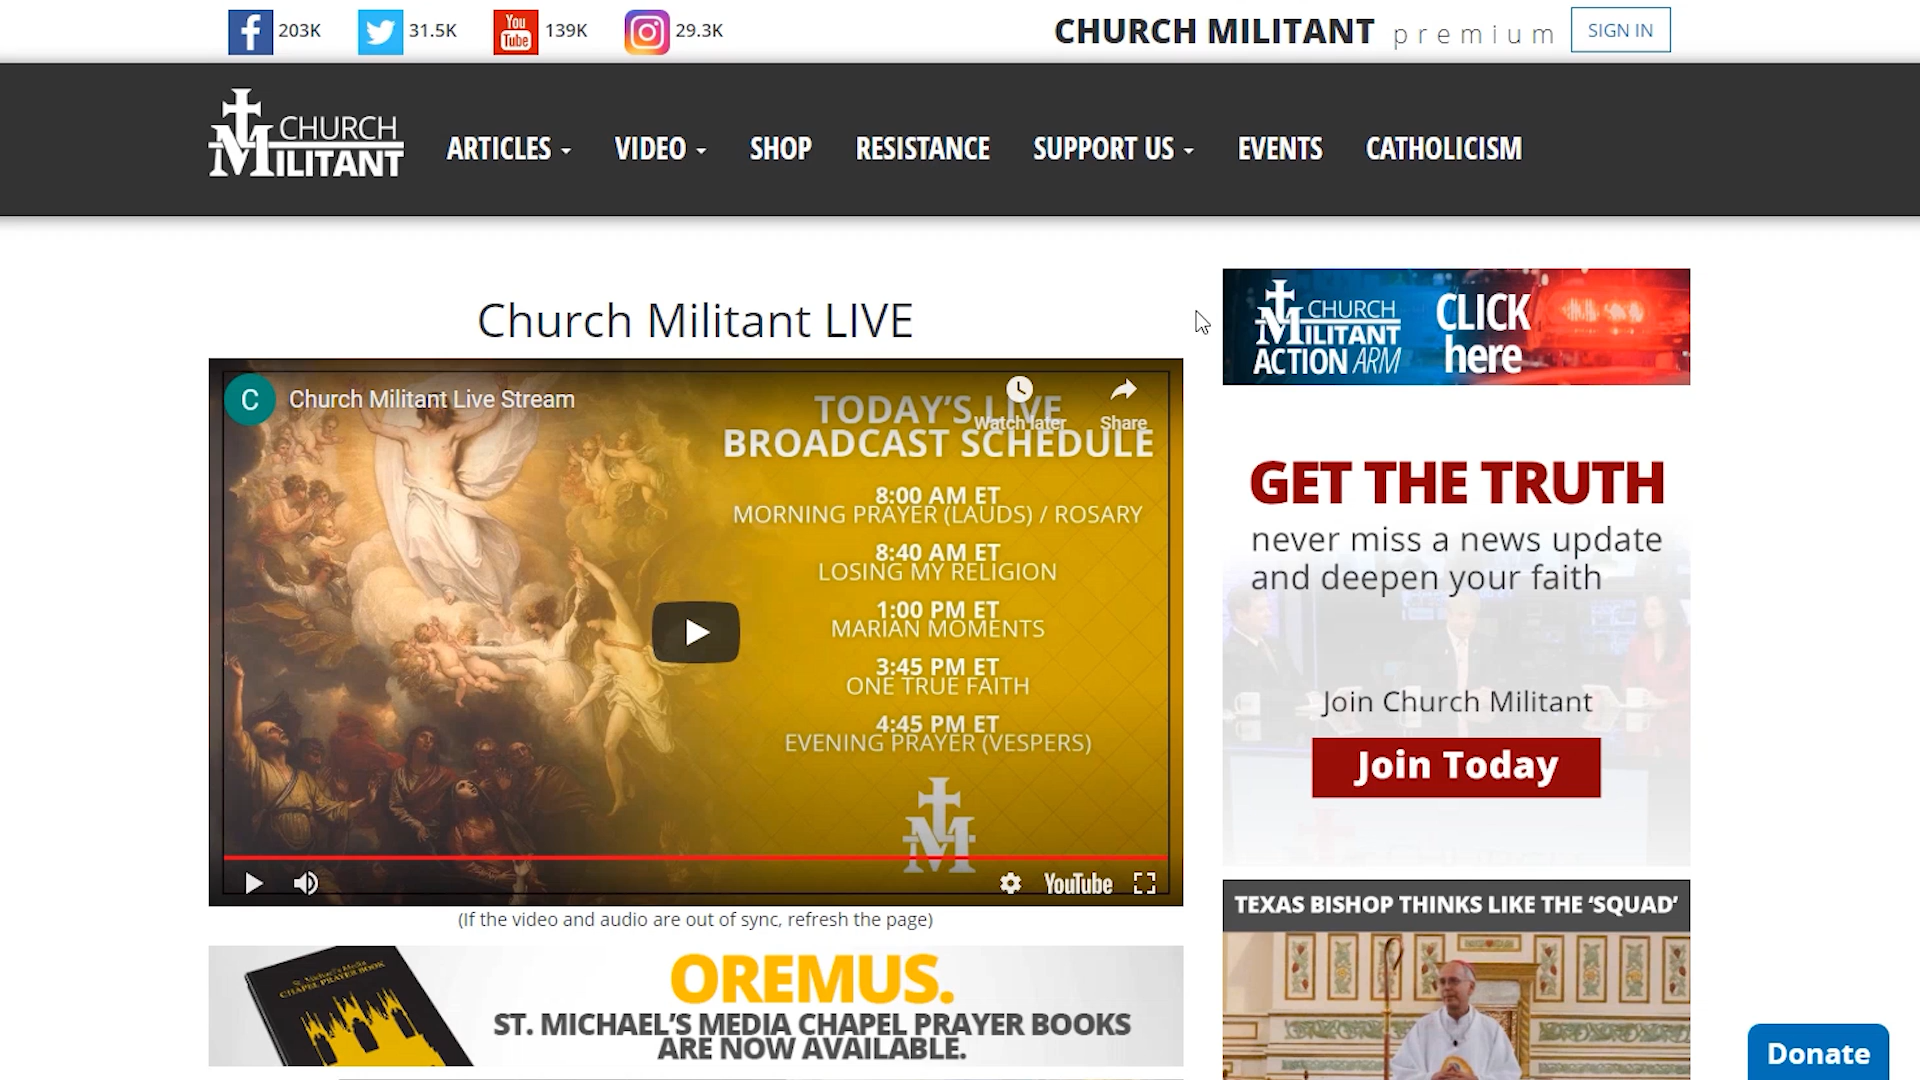 203K
31.5K
You
Tube
139K
29.3K
CHURCH MILITANT premium
SIGN IN
CHURCH
MILITANT
ARTICLES
VIDEO
SHOP
RESISTANCE
SUPPORT US
EVENTS
CATHOLICISM
Church Militant LIVE
C
Church Militant Live Stream
Watch later
Share
TODAY'S LIVE
BROADCAST SCHEDULE
8:00 AM ET
MORNING PRAYER (LAUDS) / ROSARY
8:40 AM ET
LOSING MY RELIGION
1:00 PM ET
MARIAN MOMENTS
3:45 PM ET
ONE TRUE FAITH
4:45 PM ET
EVENING PRAYER (VESPERS)
M
YouTube
(If the video and audio are out of sync, refresh the page)
St. Michael's Media
CHAPEL PRAYER BOOK
OREMUS.
ST. MICHAEL'S MEDIA CHAPEL PRAYER BOOKS
ARE NOW AVAILABLE.
CHURCH
MILITANT
ACTION ARM
CLICK
here
GET THE TRUTH
never miss a news update
and deepen your faith
Join Church Militant
Join Today
TEXAS BISHOP THINKS LIKE THE ‘SQUAD’
Donate